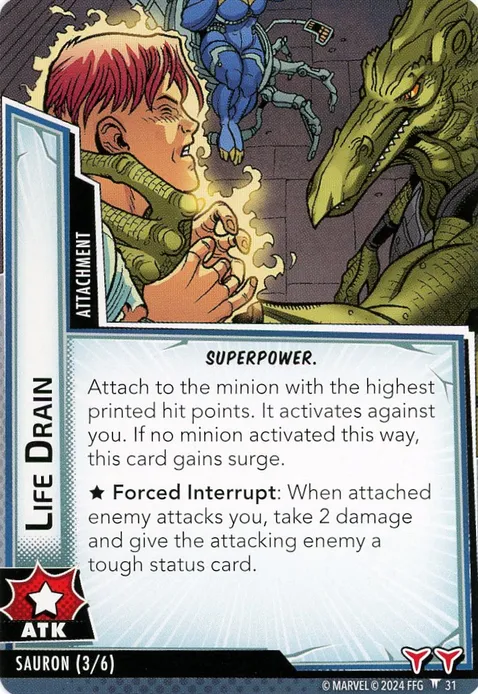 ATTACHMENT
LIFE DRAIN
SUPERPOWER.
Attach to the minion with the highest
printed hit points. It activates against
you. If no minion activated this way,
this card gains surge.
★ Forced Interrupt: When attached
enemy attacks you, take 2 damage
and give the attacking enemy a
tough status card.
ATK
SAURON (3/6)
© MARVEL © 2024 FFG 31